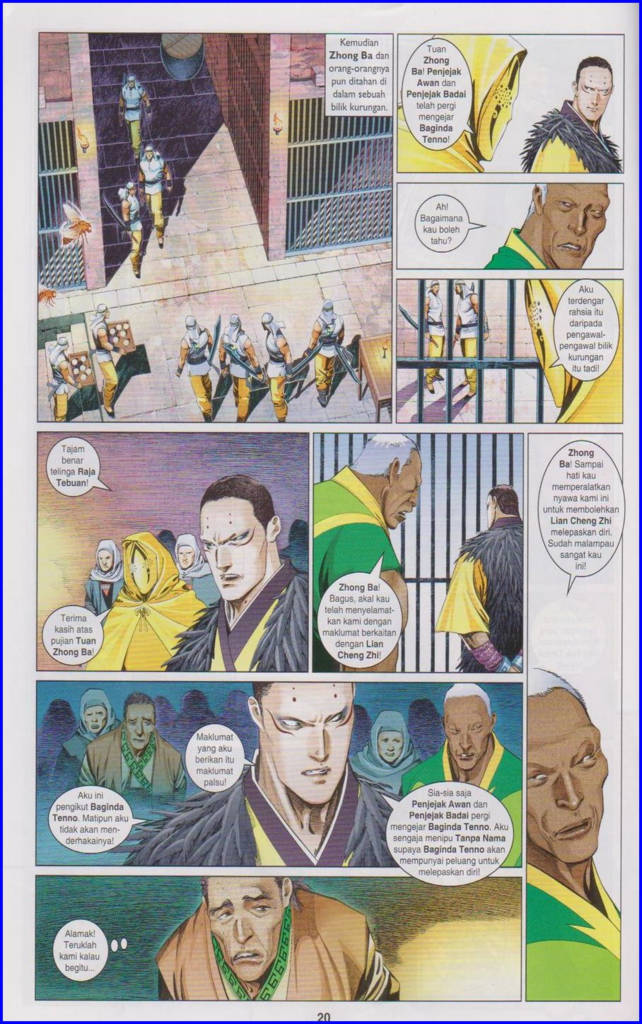 Kemudian
Zhong Ba dan
orang-orangnya
pun ditahan di
dalam sebuah
bilik kurungan.
Tuan
Zhong
Ba! Penjejak
Awan dan
Penjejak Badai
telah pergi
mengejar
Baginda
Tenno!
Ah!
Bagaimana
kau boleh
tahu?
Aku
terdengar
rahsia itu
daripada
pengawal-
pengawal bilik
kurungan
itu tadi!
Tajam
benar
telinga Raja
Tebuan!
Terima
kasih atas
pujian Tuan
Zhong Ba!
Zhong Ba!
Bagus, akal kau
telah menyelamat-
kan kami dengan
maklumat berkaitan
dengan Lian
Cheng Zhi!
Zhong
Ba! Sampai
hati kau
memperalatkan
nyawa kami ini
untuk membolehkan
Lian Cheng Zhi
melepaskan diri.
Sudah malampau
sangat kau
ini!
Maklumat
yang aku
berikan itu
maklumat
palsu!
Aku ini
pengikut Baginda
Tenno. Matipun aku
tidak akan men-
derhakainya!
Sia-sia saja
Penjejak Awan dan
Penjejak Badai pergi
mengejar Baginda Tenno. Aku
sengaja menipu Tanpa Nama
supaya Baginda Tenno akan
mempunyai peluang untuk
melepaskan diri!
Alamak!
Teruklah
kami kalau
begitu...
20